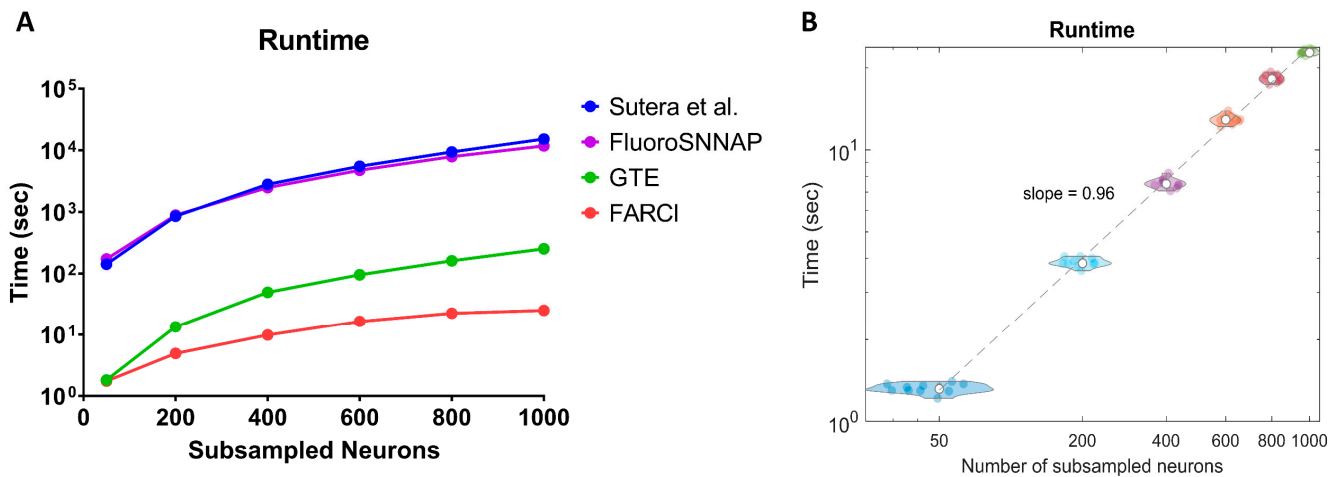 A
Runtime
10^5
10^4
10^3
10^2
10^1
10^0
Time (sec)
0 200 400 600 800 1000
Subsampled Neurons
Sutera et al.
FluoroSNNAP
GTE
FARCI
B
Runtime
10^1
10^0
Time (sec)
slope = 0.96
50 200 400 600 800 1000
Number of subsampled neurons